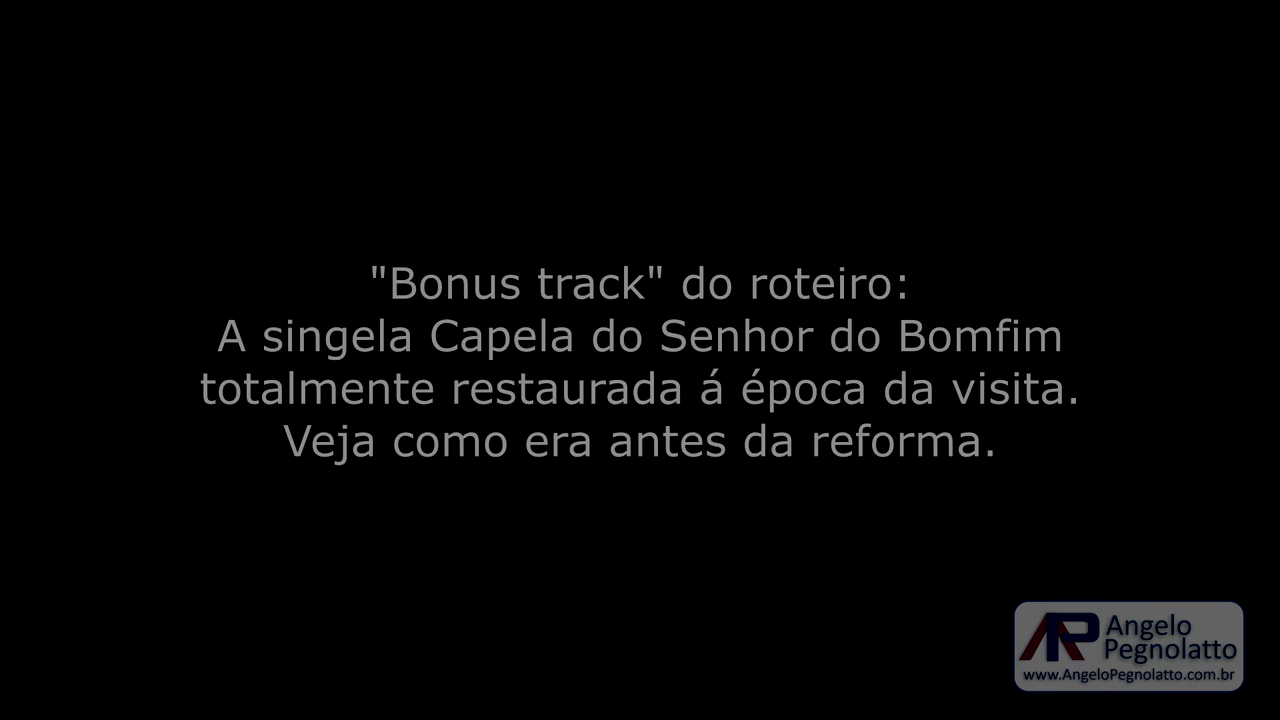 "Bonus track" do roteiro:
A singela Capela do Senhor do Bomfim
totalmente restaurada á época da visita.
Veja como era antes da reforma.
AP Angelo
Pegnolatto
www.AngeloPegnolatto.com.br